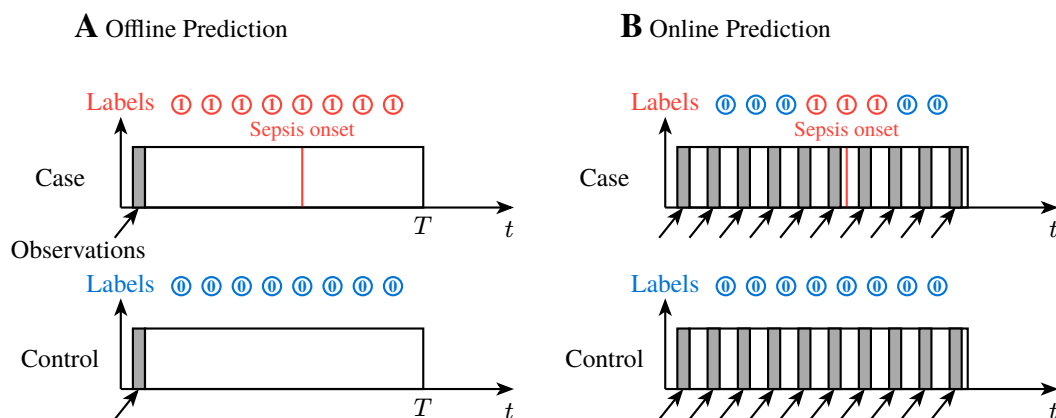 A Offline Prediction
Labels 1 1 1 1 1 1 1 1
Sepsis onset
Case
T
t
Observations
Labels 0 0 0 0 0 0 0 0
Control
T
t
B Online Prediction
Labels 0 0 0 1 1 1 0 0
Sepsis onset
Case
t
Labels 0 0 0 0 0 0 0 0
Control
t